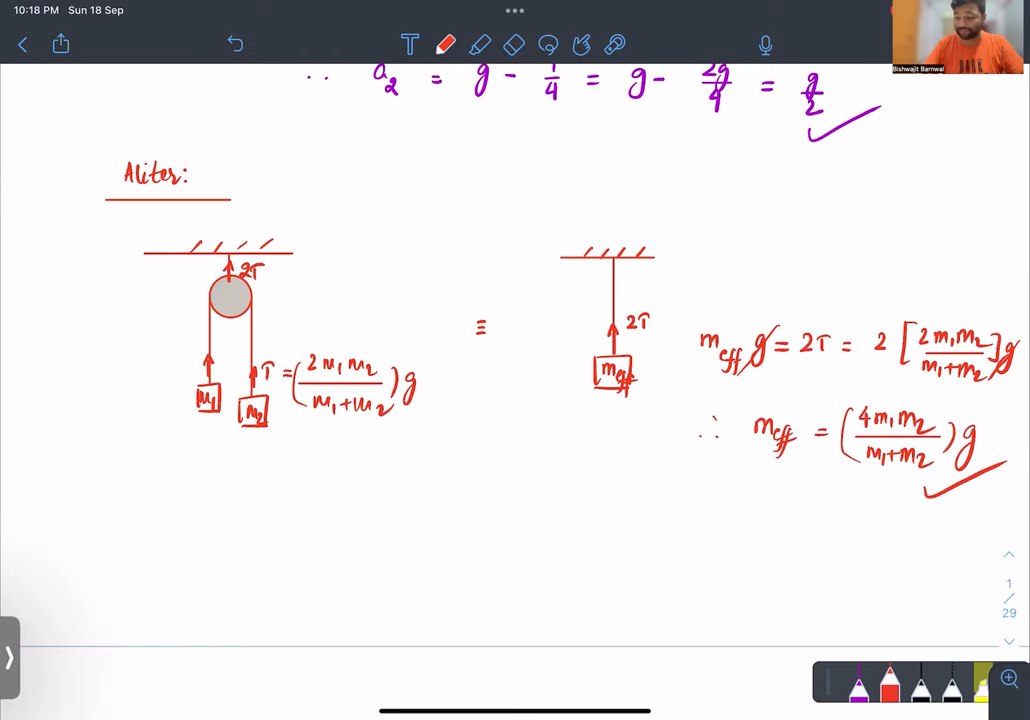 10:18 PM Sun 18 Sep
Bishwajit Barnwal
DARK
∴ a₂ = g - T/4 = g - 2g/4 = g/2
Aliter:
2T
T = (2m₁m₂/m₁+m₂)g
m₁
m₂
≡
2T
m_eff
m_eff g = 2T = 2[2m₁m₂/m₁+m₂]g
∴ m_eff = (4m₁m₂/m₁+m₂)g
1
/
29